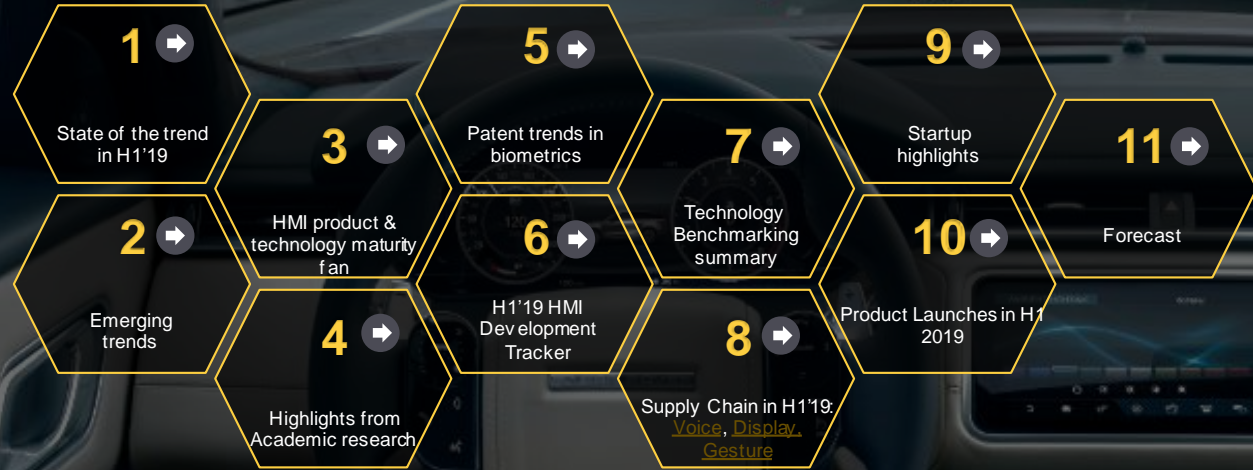 1
State of the trend
in H1'19
2
Emerging
trends
3
HMI product &
technology maturity
fan
4
Highlights from
Academic research
5
Patent trends in
biometrics
6
H1'19 HMI
Development
Tracker
7
Technology
Benchmarking
summary
8
Supply Chain in H1'19:
Voice, Display,
Gesture
9
Startup
highlights
10
Product Launches in H1
2019
11
Forecast